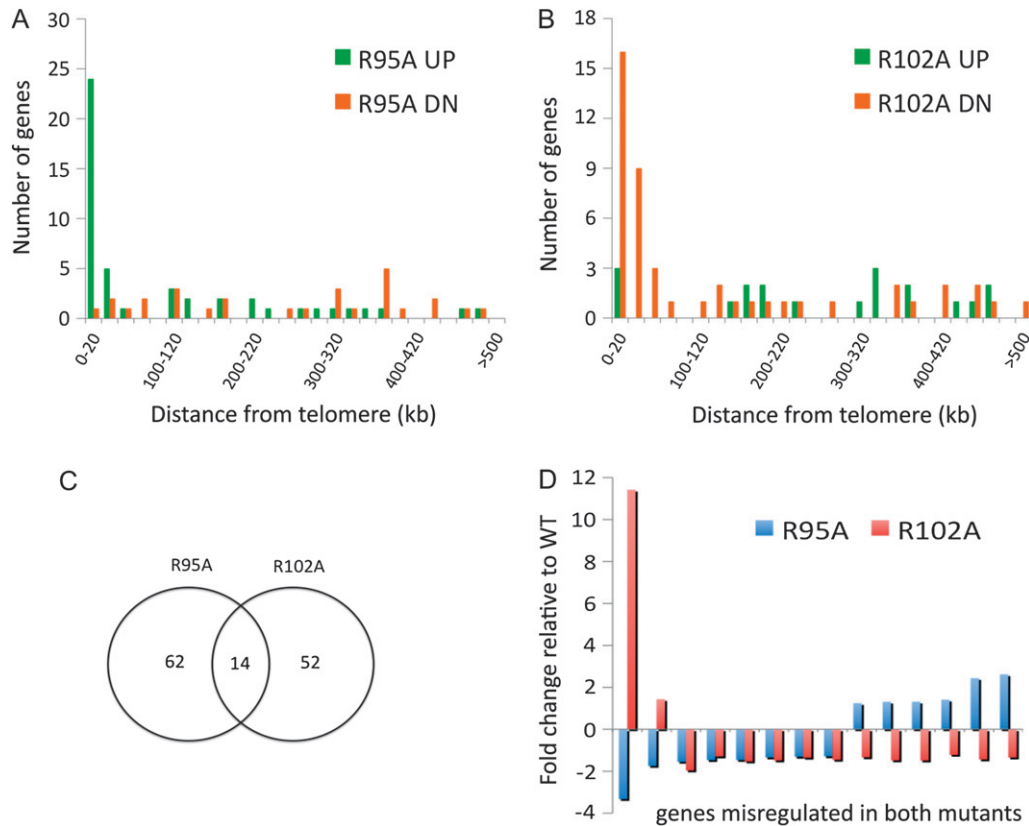 A
30
25
20
15
10
5
0
Number of genes
R95A UP
R95A DN
0-20
100-120
200-220
300-320
400-420
>500
Distance from telomere (kb)
B
18
15
12
9
6
3
0
Number of genes
R102A UP
R102A DN
0-20
100-120
200-220
300-320
400-420
>500
Distance from telomere (kb)
C
R95A
R102A
62
14
52
D
12
10
8
6
4
2
0
-2
-4
Fold change relative to WT
R95A
R102A
genes misregulated in both mutants